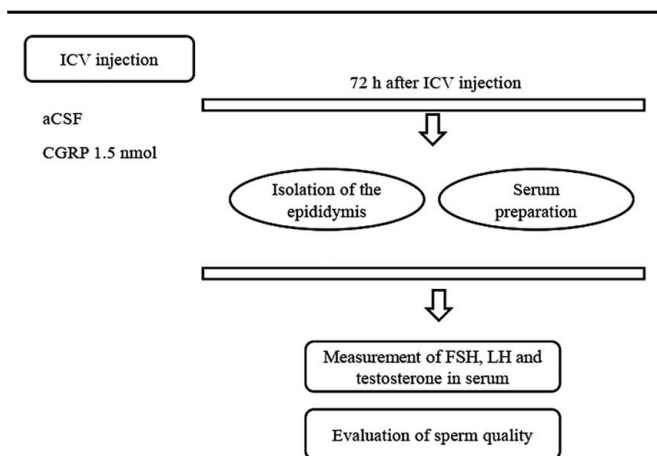 ICV injection
72 h after ICV injection
aCSF
CGRP 1.5 nmol
Isolation of the
epididymis
Serum
preparation
Measurement of FSH, LH and
testosterone in serum
Evaluation of sperm quality